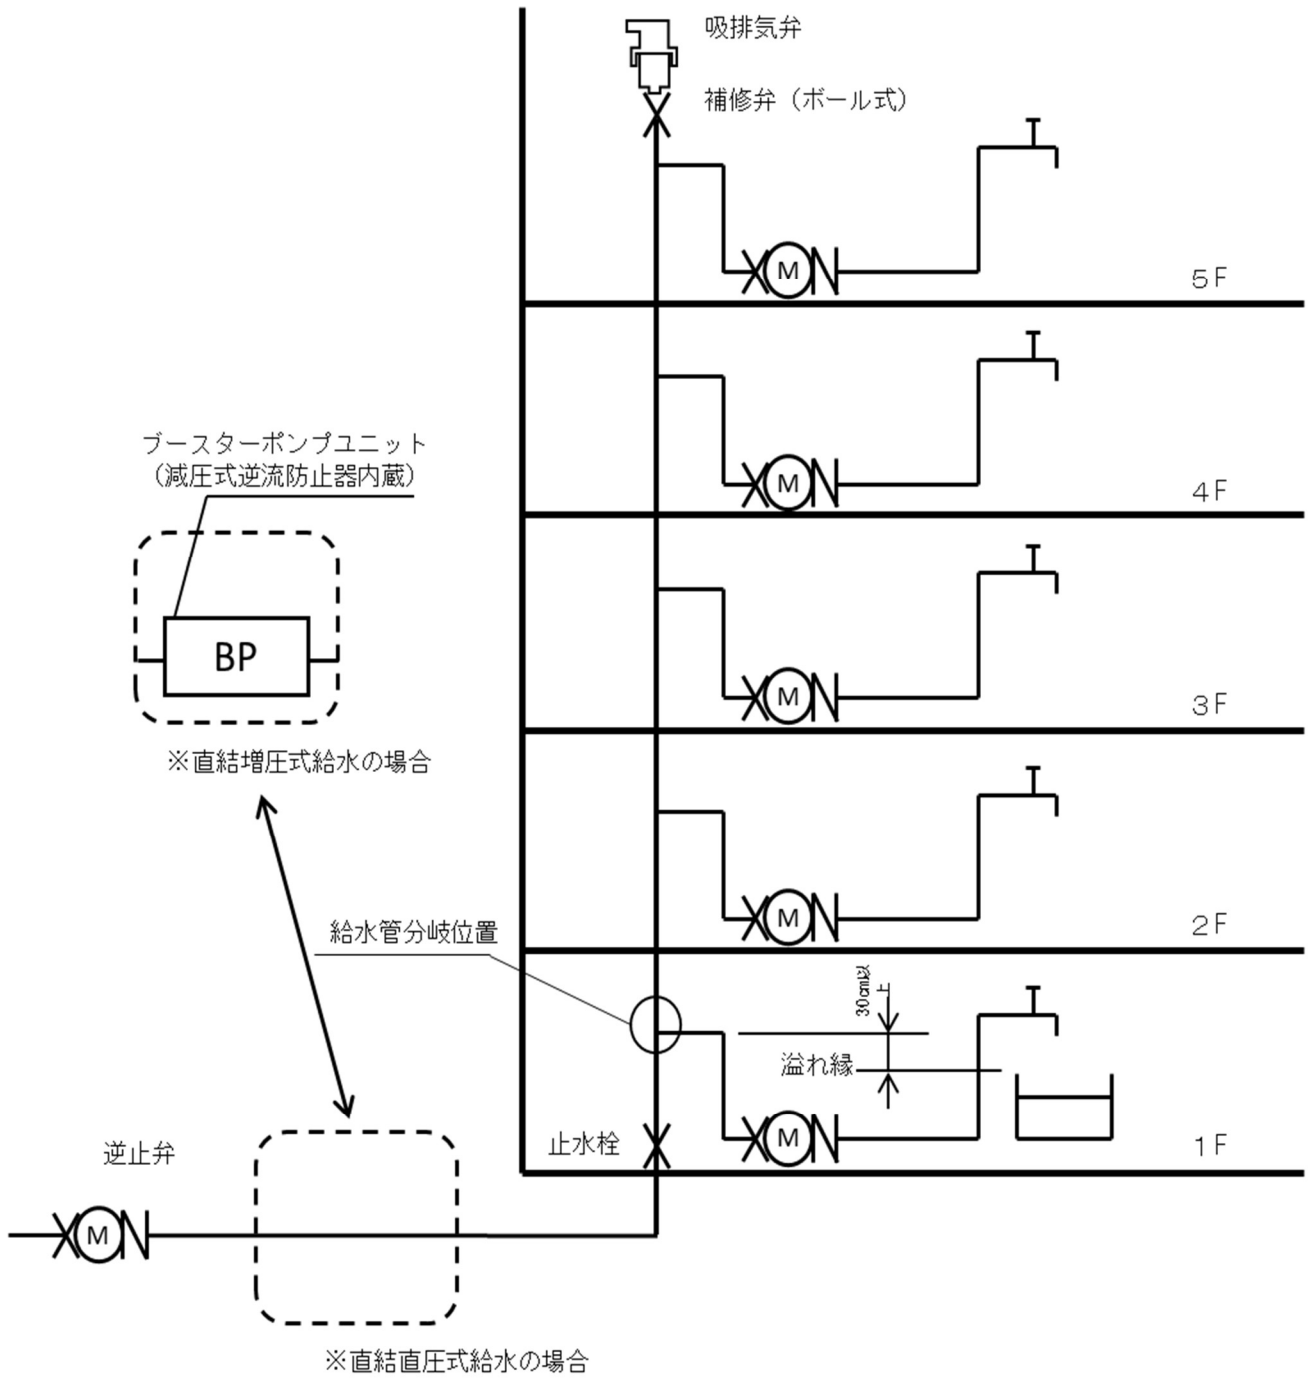 吸排気弁
補修弁（ボール式）
M
5F
M
4F
ブースターポンプユニット
（減圧式逆流防止器内蔵）
BP
M
3F
※直結増圧式給水の場合
M
2F
給水管分岐位置
30cm以
上
溢れ縁
止水栓
M
1F
逆止弁
M
※直結直圧式給水の場合